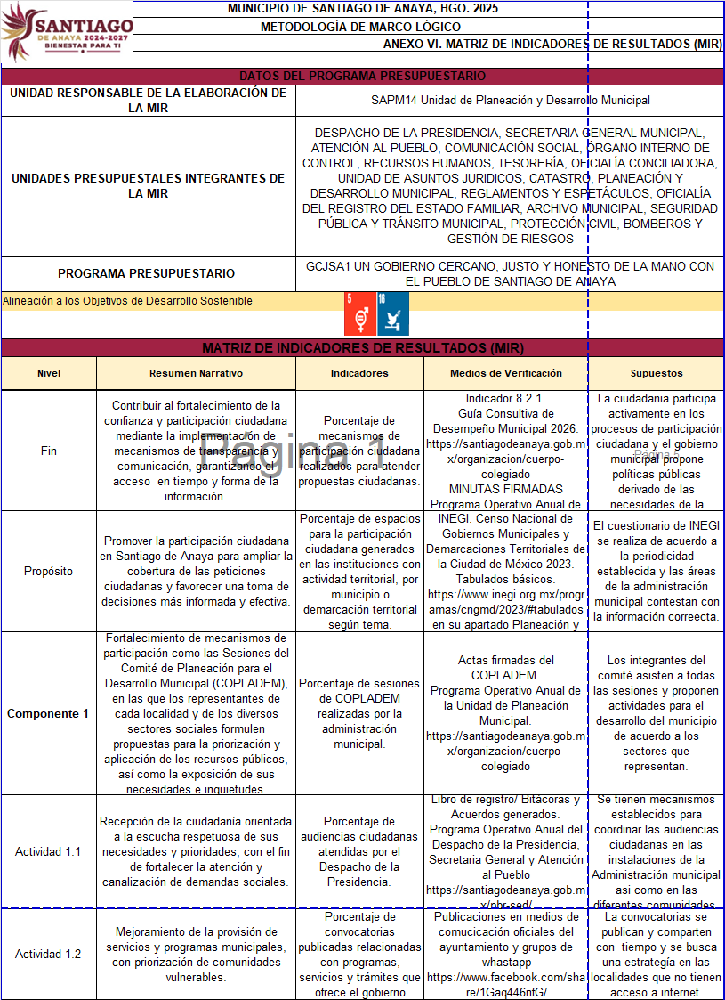 SANTIAGO
DE ANAYA 2024-2027
BIENESTAR PARA TI
MUNICIPIO DE SANTIAGO DE ANAYA, HGO. 2025
METODOLOGÍA DE MARCO LÓGICO
ANEXO VI. MATRIZ DE INDICADORES DE RESULTADOS (MIR)
DATOS DEL PROGRAMA PRESUPUESTARIO
UNIDAD RESPONSABLE DE LA ELABORACIÓN DE
LA MIR
SAPM14 Unidad de Planeación y Desarrollo Municipal
UNIDADES PRESUPUESTALES INTEGRANTES DE
LA MIR
DESPACHO DE LA PRESIDENCIA, SECRETARIA GENERAL MUNICIPAL,
ATENCIÓN AL PUEBLO, COMUNICACIÓN SOCIAL, ÓRGANO INTERNO DE
CONTROL, RECURSOS HUMANOS, TESORERÍA, OFICIALÍA CONCILIADORA,
UNIDAD DE ASUNTOS JURIDICOS, CATASTRO, PLANEACIÓN Y
DESARROLLO MUNICIPAL, REGLAMENTOS Y ESPETÁCULOS, OFICIALÍA
DEL REGISTRO DEL ESTADO FAMILIAR, ARCHIVO MUNICIPAL, SEGURIDAD
PÚBLICA Y TRÁNSITO MUNICIPAL, PROTECCIÓN CIVIL, BOMBEROS Y
GESTIÓN DE RIESGOS
PROGRAMA PRESUPUESTARIO
GCJSA1 UN GOBIERNO CERCANO, JUSTO Y HONESTO DE LA MANO CON
EL PUEBLO DE SANTIAGO DE ANAYA
Alineación a los Objetivos de Desarrollo Sostenible
5
16
MATRIZ DE INDICADORES DE RESULTADOS (MIR)
Nivel
Resumen Narrativo
Indicadores
Medios de Verificación
Supuestos
Fin
Contribuir al fortalecimiento de la
confianza y participación ciudadana
mediante la implementación de
mecanismos de transparencia y
comunicación, garantizando el
acceso en tiempo y forma de la
información.
Porcentaje de
mecanismos de
participación ciudadana
realizados para atender
propuestas ciudadanas.
Indicador 8.2.1.
Guía Consultiva de
Desempeño Municipal 2026.
https://santiagodeanaya.gob.m
x/organizacion/cuerpo-
colegiado
MINUTAS FIRMADAS
Programa Operativo Anual de
La ciudadania participa
activamente en los
procesos de participación
ciudadana y el gobierno
municipal propone
políticas públicas
derivado de las
necesidades de la
Página 1
Página 5
Propósito
Promover la participación ciudadana
en Santiago de Anaya para ampliar la
cobertura de las peticiones
ciudadanas y favorecer una toma de
decisiones más informada y efectiva.
Porcentaje de espacios
para la participación
ciudadana generados
en las instituciones con
actividad territorial, por
municipio o
demarcación territorial
según tema.
INEGI. Censo Nacional de
Gobiernos Municipales y
Demarcaciones Territoriales de
la Ciudad de México 2023.
Tabulados básicos.
https://www.inegi.org.mx/progr
amas/cngmd/2023/#tabulados
en su apartado Planeación y
El cuestionario de INEGI
se realiza de acuerdo a
la periodicidad
establecida y las áreas
de la administración
municipal contestan con
la información correecta.
Componente 1
Fortalecimiento de mecanismos de
participación como las Sesiones del
Comité de Planeación para el
Desarrollo Municipal (COPLADEM),
en las que los representantes de
cada localidad y de los diversos
sectores sociales formulen
propuestas para la priorización y
aplicación de los recursos públicos,
así como la exposición de sus
necesidades e inquietudes.
Porcentaje de sesiones
de COPLADEM
realizadas por la
administración
municipal.
Actas firmadas del
COPLADEM.
Programa Operativo Anual de
la Unidad de Planeación
Municipal.
https://santiagodeanaya.gob.m
x/organizacion/cuerpo-
colegiado
Los integrantes del
comité asisten a todas
las sesiones y proponen
actividades para el
desarrollo del municipio
de acuerdo a los
sectores que
representan.
Actividad 1.1
Recepción de la ciudadanía orientada
a la escucha respetuosa de sus
necesidades y prioridades, con el fin
de fortalecer la atención y
canalización de demandas sociales.
Porcentaje de
audiencias ciudadanas
atendidas por el
Despacho de la
Presidencia.
Libro de registro/ Bitácoras y
Acuerdos generados.
Programa Operativo Anual del
Despacho de la Presidencia,
Secretaria General y Atención
al Pueblo
https://santiagodeanaya.gob.m
x/pbr-sed/
Se tienen mecanismos
establecidos para
coordinar las audiencias
ciudadanas en las
instalaciones de la
Administración municipal
asi como en las
diferentes comunidades.
Actividad 1.2
Mejoramiento de la provisión de
servicios y programas municipales,
con priorización de comunidades
vulnerables.
Porcentaje de
convocatorias
publicadas relacionadas
con programas,
servicios y trámites que
ofrece el gobierno
Publicaciones en medios de
comucicación oficiales del
ayuntamiento y grupos de
whastapp
https://www.facebook.com/sha
re/1Gaq446nfG/
La convocatorias se
publican y comparten
con tiempo y se busca
una estrategía en las
localidades que no tienen
acceso a internet.